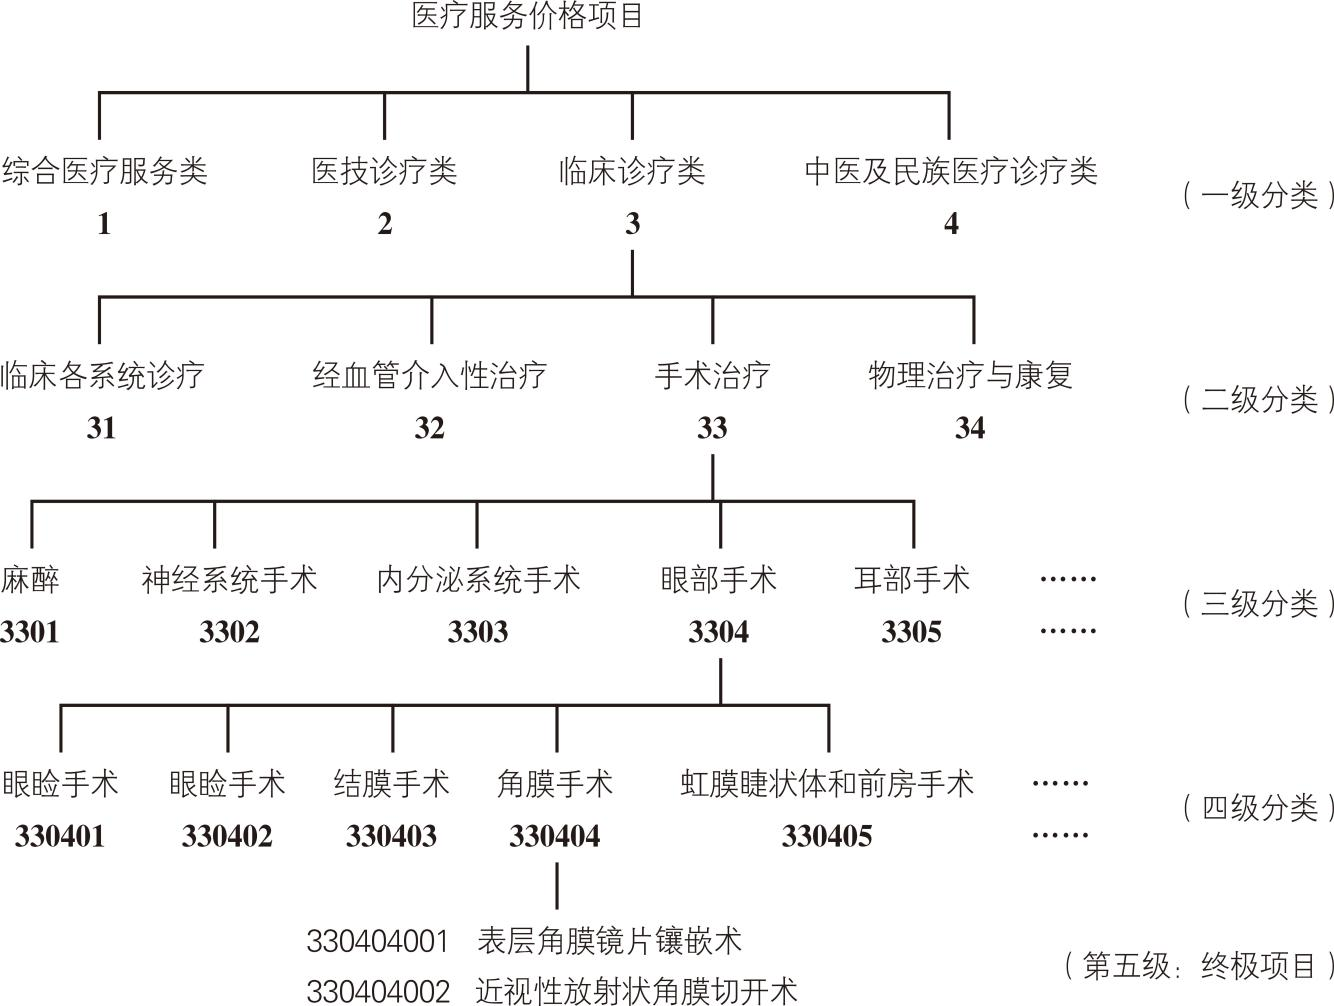 医疗服务价格项目
综合医疗服务类 医技诊疗类 临床诊疗类 中医及民族医疗诊疗类
（一级分类）
1 2 3 4
临床各系统诊疗 经血管介入性治疗 手术治疗 物理治疗与康复
（二级分类）
31 32 33 34
麻醉 神经系统手术 内分泌系统手术 眼部手术 耳部手术 ……
（三级分类）
3301 3302 3303 3304 3305 ……
眼睑手术 眼睑手术 结膜手术 角膜手术 虹膜睫状体和前房手术 ……
（四级分类）
330401 330402 330403 330404 330405 ……
330404001 表层角膜镜片镶嵌术
（第五级：终极项目）
330404002 近视性放射状角膜切开术